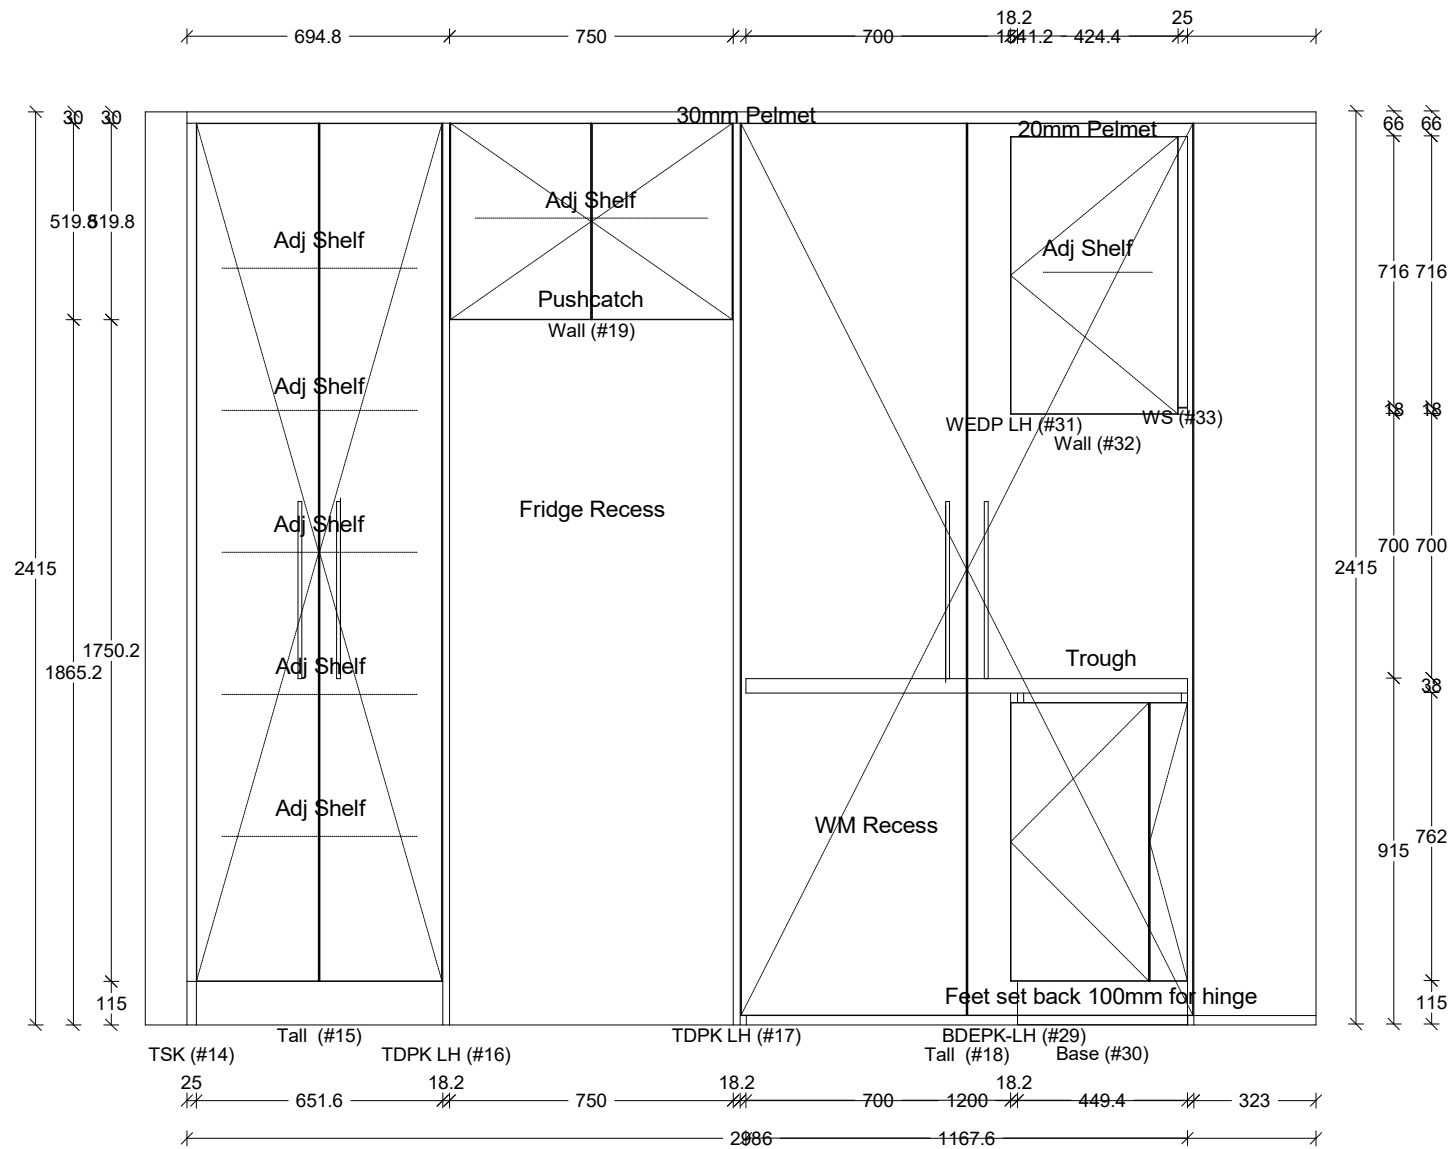 18.2
25
694.8
750
700
1541.2
424.4
30
30
30mm Pelmet
20mm Pelmet
66
66
519.8
519.8
Adj Shelf
Adj Shelf
Adj Shelf
716
716
Pushcatch
Wall (#19)
Adj Shelf
18
18
WEDP LH (#31)
WS (#33)
Wall (#32)
Fridge Recess
Adj Shelf
700
700
2415
2415
1750.2
1865.2
Adj Shelf
Trough
38
Adj Shelf
WM Recess
915
762
115
Feet set back 100mm for hinge
115
Tall (#15)
TDPK LH (#17)
BDEPK-LH (#29)
TSK (#14)
TDPK LH (#16)
Tall (#18)
Base (#30)
25
18.2
18.2
18.2
651.6
750
700
1200
449.4
323
2986
1167.6